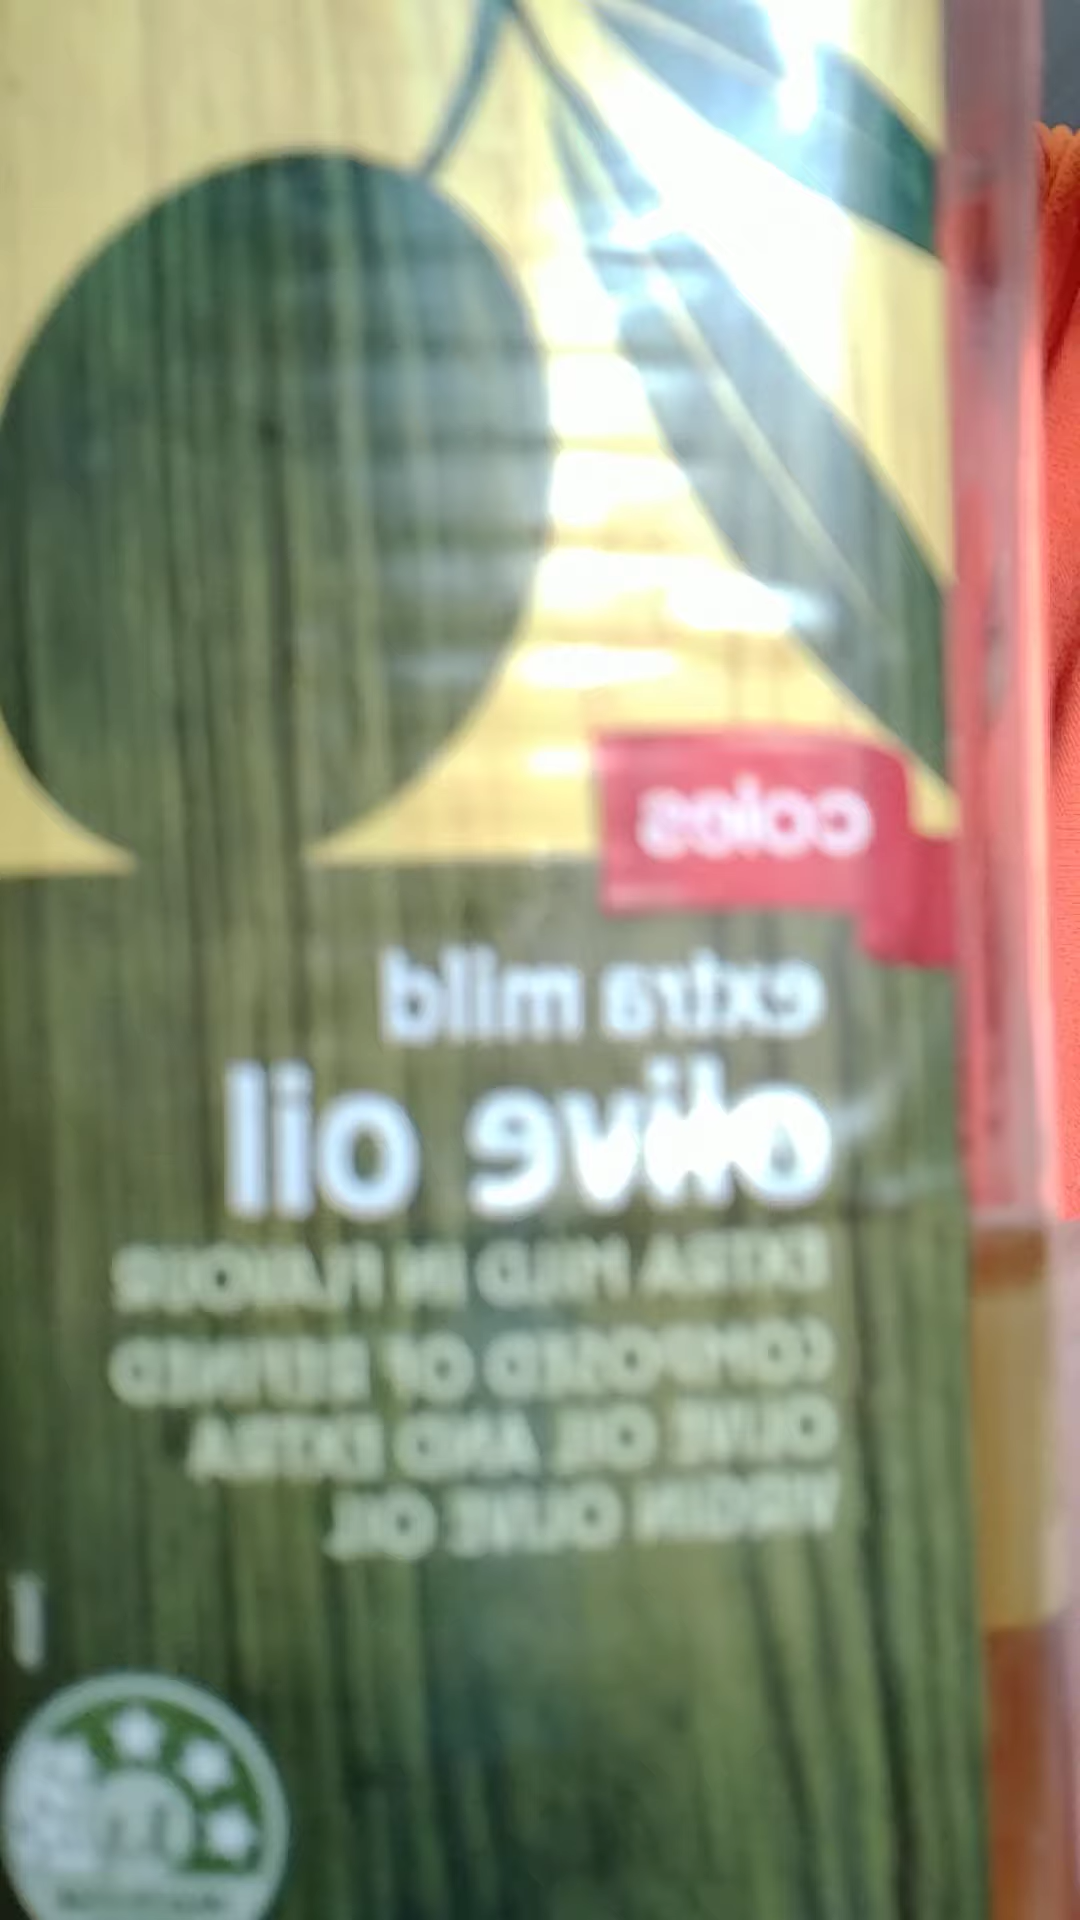 coles
extra mild
olive oil
EXTRA MILD IN FLAVOUR
COMPOSED OF REFINED
OLIVE OIL AND EXTRA
VIRGIN OLIVE OIL